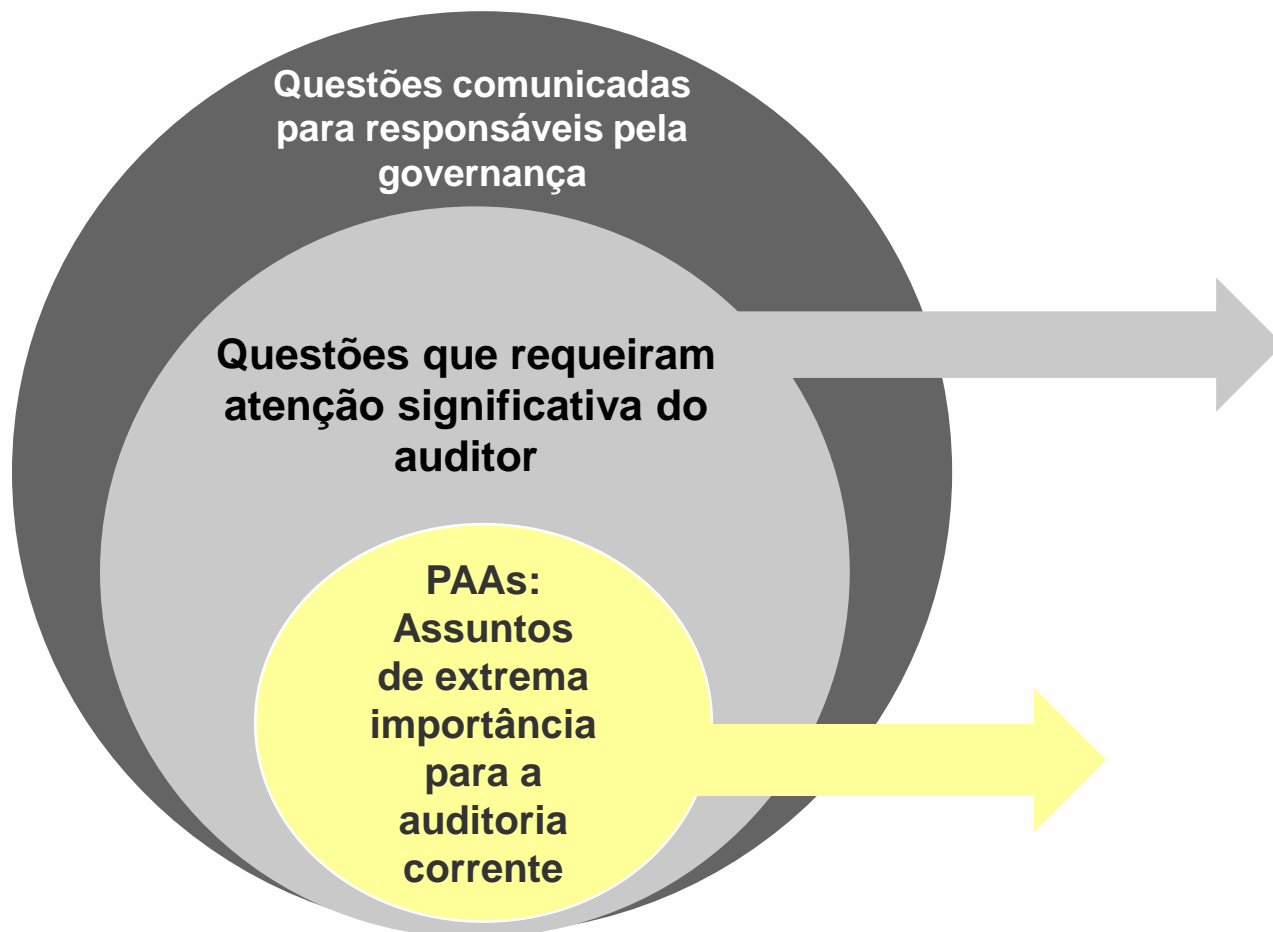 Questões comunicadas
para responsáveis pela
governança
Questões que requeiram
atenção significativa do
auditor
PAAs:
Assuntos
de extrema
importância
para a
auditoria
corrente